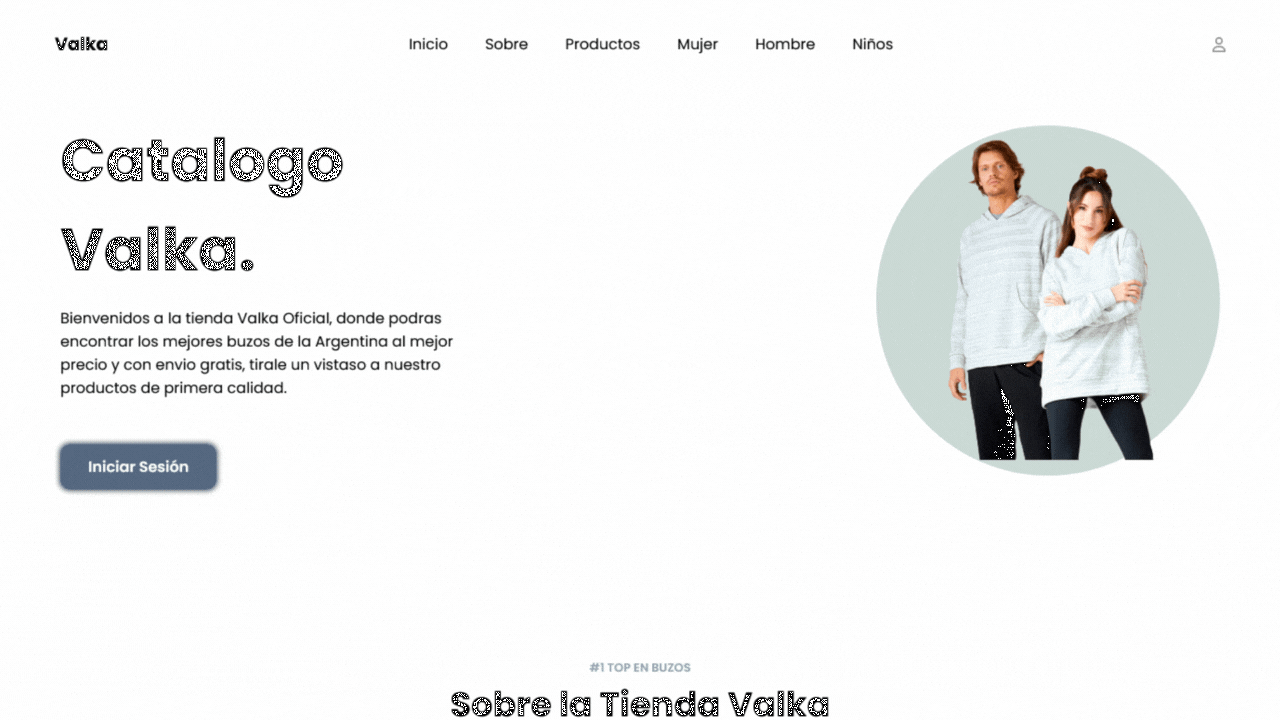 Valka
Inicio Sobre Productos Mujer Hombre Niños
Catalogo
Valka.
Bienvenidos a la tienda Valka Oficial, donde podras
encontrar los mejores buzos de la Argentina al mejor
precio y con envio gratis, tirale un vistaso a nuestro
productos de primera calidad.
Iniciar Sesión
#1 TOP EN BUZOS
Sobre la Tienda Valka